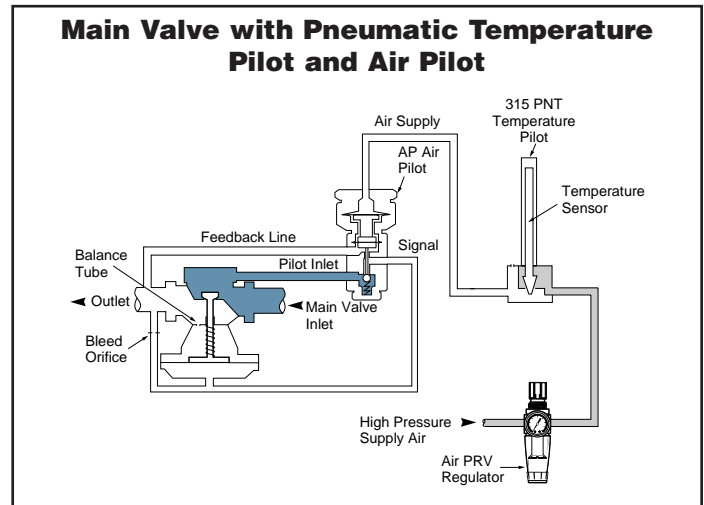 Main Valve with Pneumatic Temperature
Pilot and Air Pilot
315 PNT
Temperature
Pilot
Air Supply
AP Air
Pilot
Temperature
Sensor
Feedback Line
Signal
Balance
Tube
Pilot Inlet
Outlet
Main Valve
Inlet
Bleed
Orifice
High Pressure
Supply Air
Air PRV
Regulator